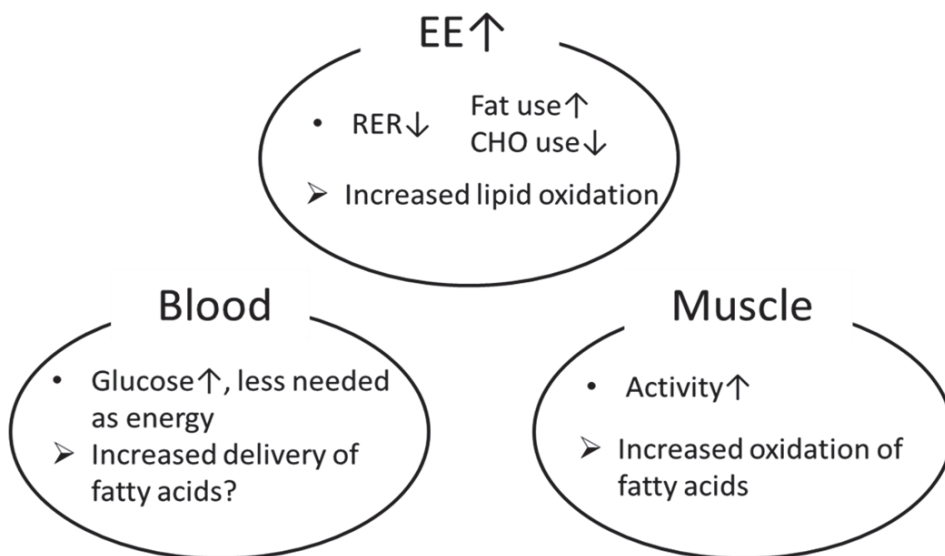 EE↑
• RER↓
Fat use↑
CHO use↓
➢ Increased lipid oxidation
Blood
• Glucose↑, less needed
as energy
➢ Increased delivery of
fatty acids?
Muscle
• Activity↑
➢ Increased oxidation of
fatty acids